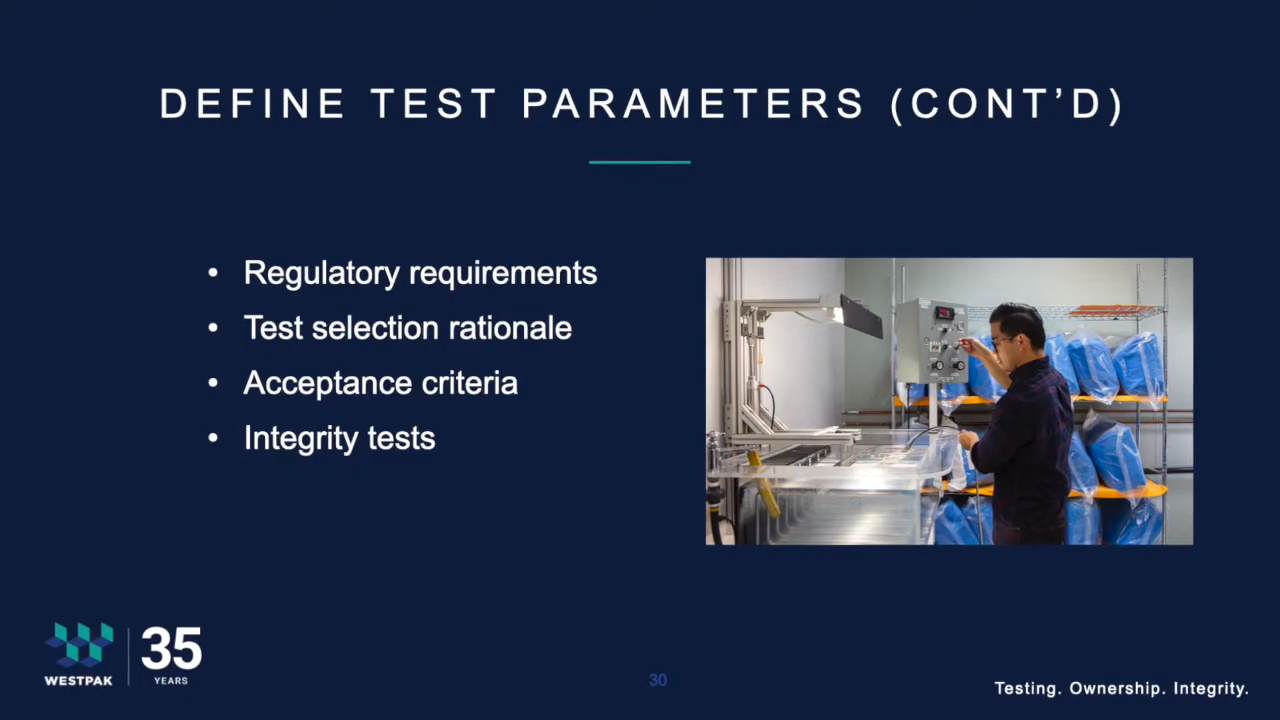 DEFINE TEST PARAMETERS (CONT’D)
• Regulatory requirements
• Test selection rationale
• Acceptance criteria
• Integrity tests
WESTPAK
35
YEARS
30
Testing. Ownership. Integrity.